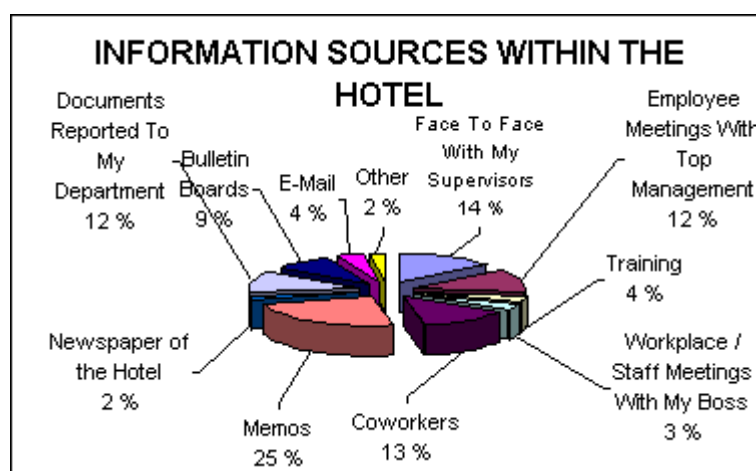 INFORMATION SOURCES WITHIN THE
HOTEL
Documents
Reported To
My
Department
12 %
Bulletin
Boards
9 %
E-Mail
4 %
Other
2 %
Face To Face
With My
Supervisors
14 %
Employee
Meetings With
Top
Management
12 %
Training
4 %
Workplace /
Staff Meetings
With My Boss
3 %
Coworkers
13 %
Memos
25 %
Newspaper of
the Hotel
2 %